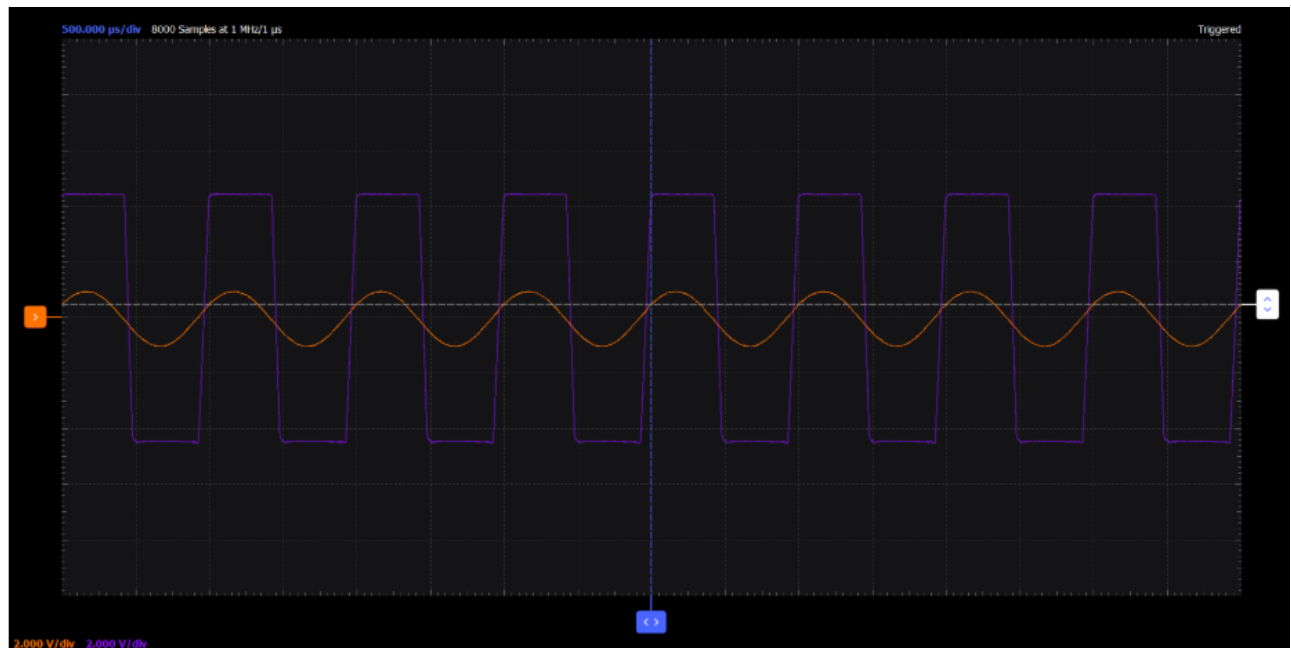 500.000 µs/div 8000 Samples at 1 MHz/1 µs Triggered
2.000 V/div 2.000 V/div